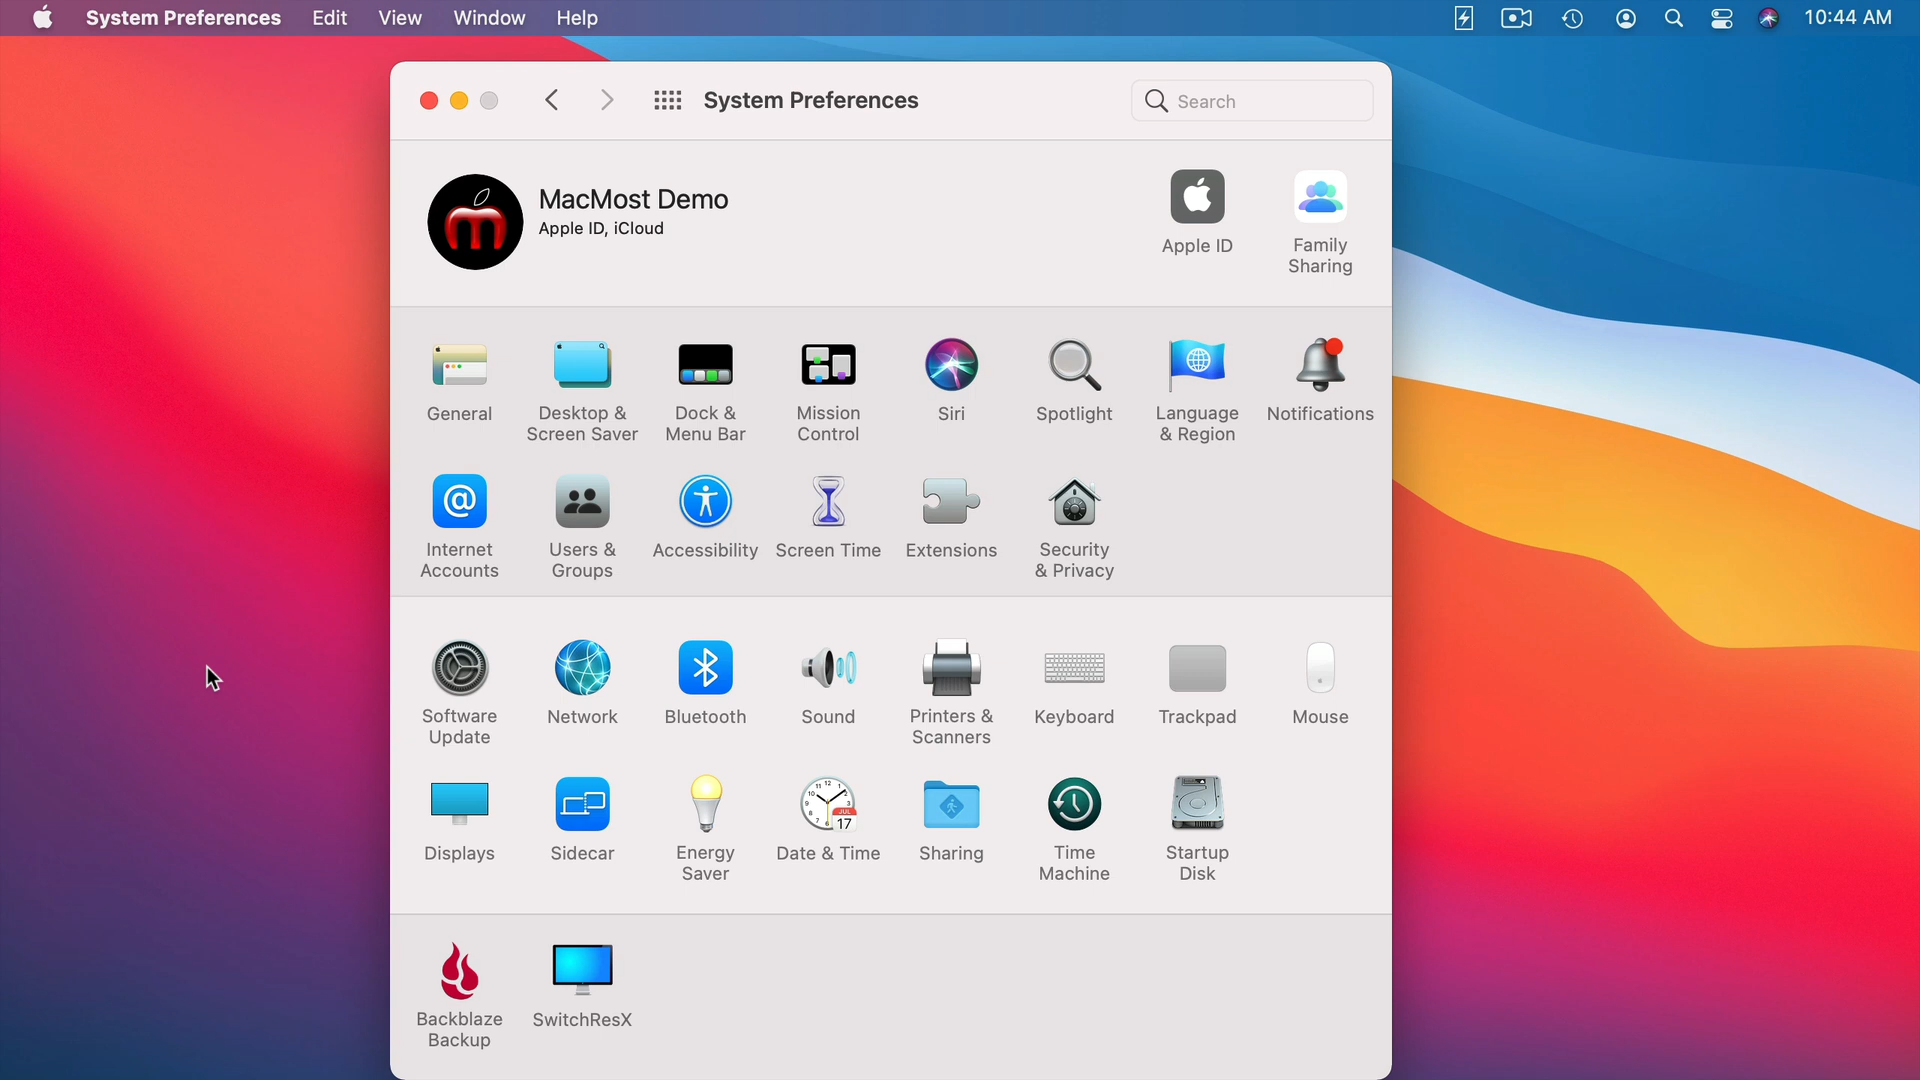 System Preferences Edit View Window Help 10:44 AM
System Preferences Search
MacMost Demo
Apple ID, iCloud
Apple ID
Family
Sharing
General
Desktop &
Screen Saver
Dock &
Menu Bar
Mission
Control
Siri
Spotlight
Language
& Region
Notifications
Internet
Accounts
Users &
Groups
Accessibility
Screen Time
Extensions
Security
& Privacy
Software
Update
Network
Bluetooth
Sound
Printers &
Scanners
Keyboard
Trackpad
Mouse
Displays
Sidecar
Energy
Saver
JUL
17
Date & Time
Sharing
Time
Machine
Startup
Disk
Backblaze
Backup
SwitchResX